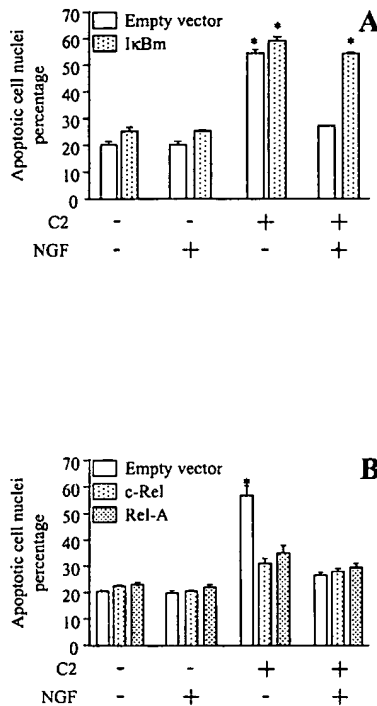 A
Empty vector
IκBm
Apoptotic cell nuclei
percentage
70
60
50
40
30
20
10
0
* * *
C2 - - + +
NGF - + - +
B
Empty vector
c-Rel
Rel-A
Apoptotic cell nuclei
percentage
70
60
50
40
30
20
10
0
*
C2 - - + +
NGF - + - +